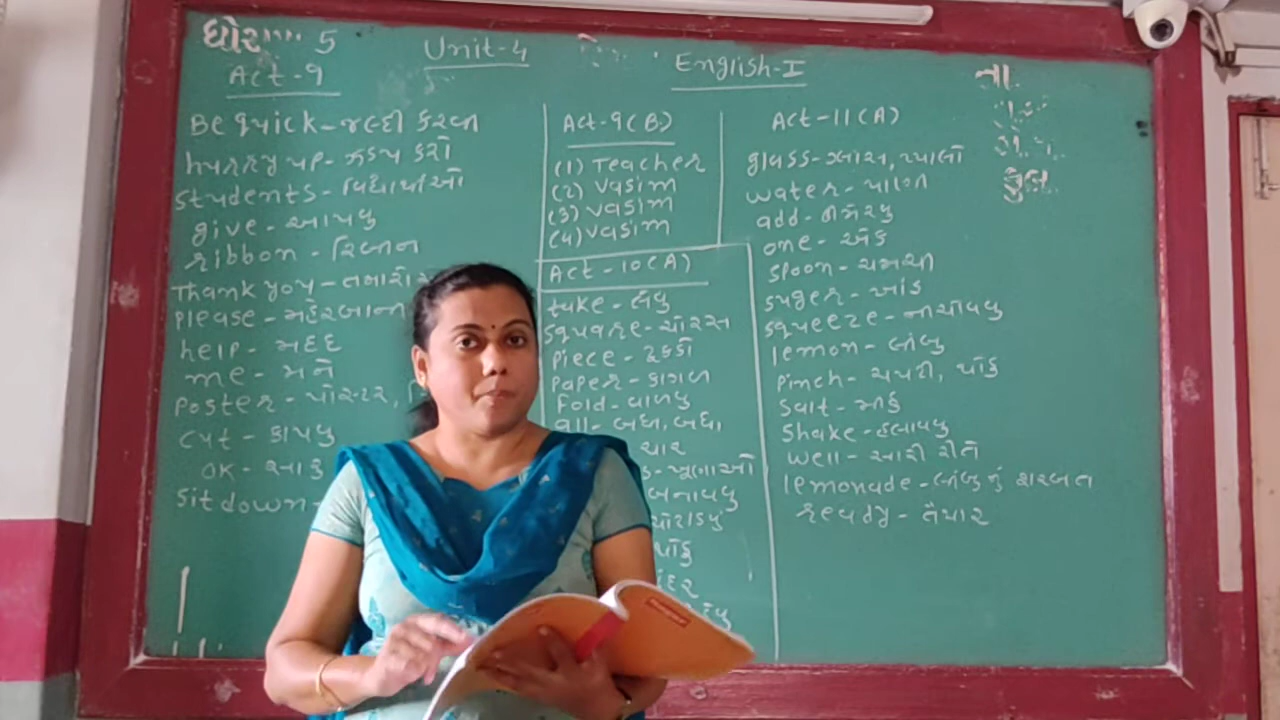 ધોરણ 5
Unit-4
English-I
Act-9
Be quick-જલ્દી કરવા
hurry up- ઝડપ કરો
students- વિદ્યાર્થીઓ
give- આપવુ
ribbon - રિબીન
Thank you-
Please-
help- મદદ
me- મને
poster- પોસ્ટર,
cut- કાપવુ
OK-
Sit down-
Act-9(B)
(1) Teacher
(2) Vasim
(3) Vasim
(4) Vasim
Act-10(A)
take-લેવુ
square-ચોરસ
Piece- ટૂકડો
Paper-કાગળ
Fold-વાળવુ
all- બધા, બધે,
ચાર
ખૂણાઓ
બનાવવુ
Act-11(A)
glass-ગ્લાસ, પ્યાલો
water-પાણી
add-ઉમેરવુ
one-એક
spoon-ચમચી
suger-ખાંડ
squeeze-નીચોવવુ
lemon-લીંબુ
Pinch-ચપટી,
Salt-મીઠુ
Shake-હલાવવુ
well-સારી રીતે
lemonade-લીંબુનું શરબત
ready-તૈયાર
તા.
કુલ